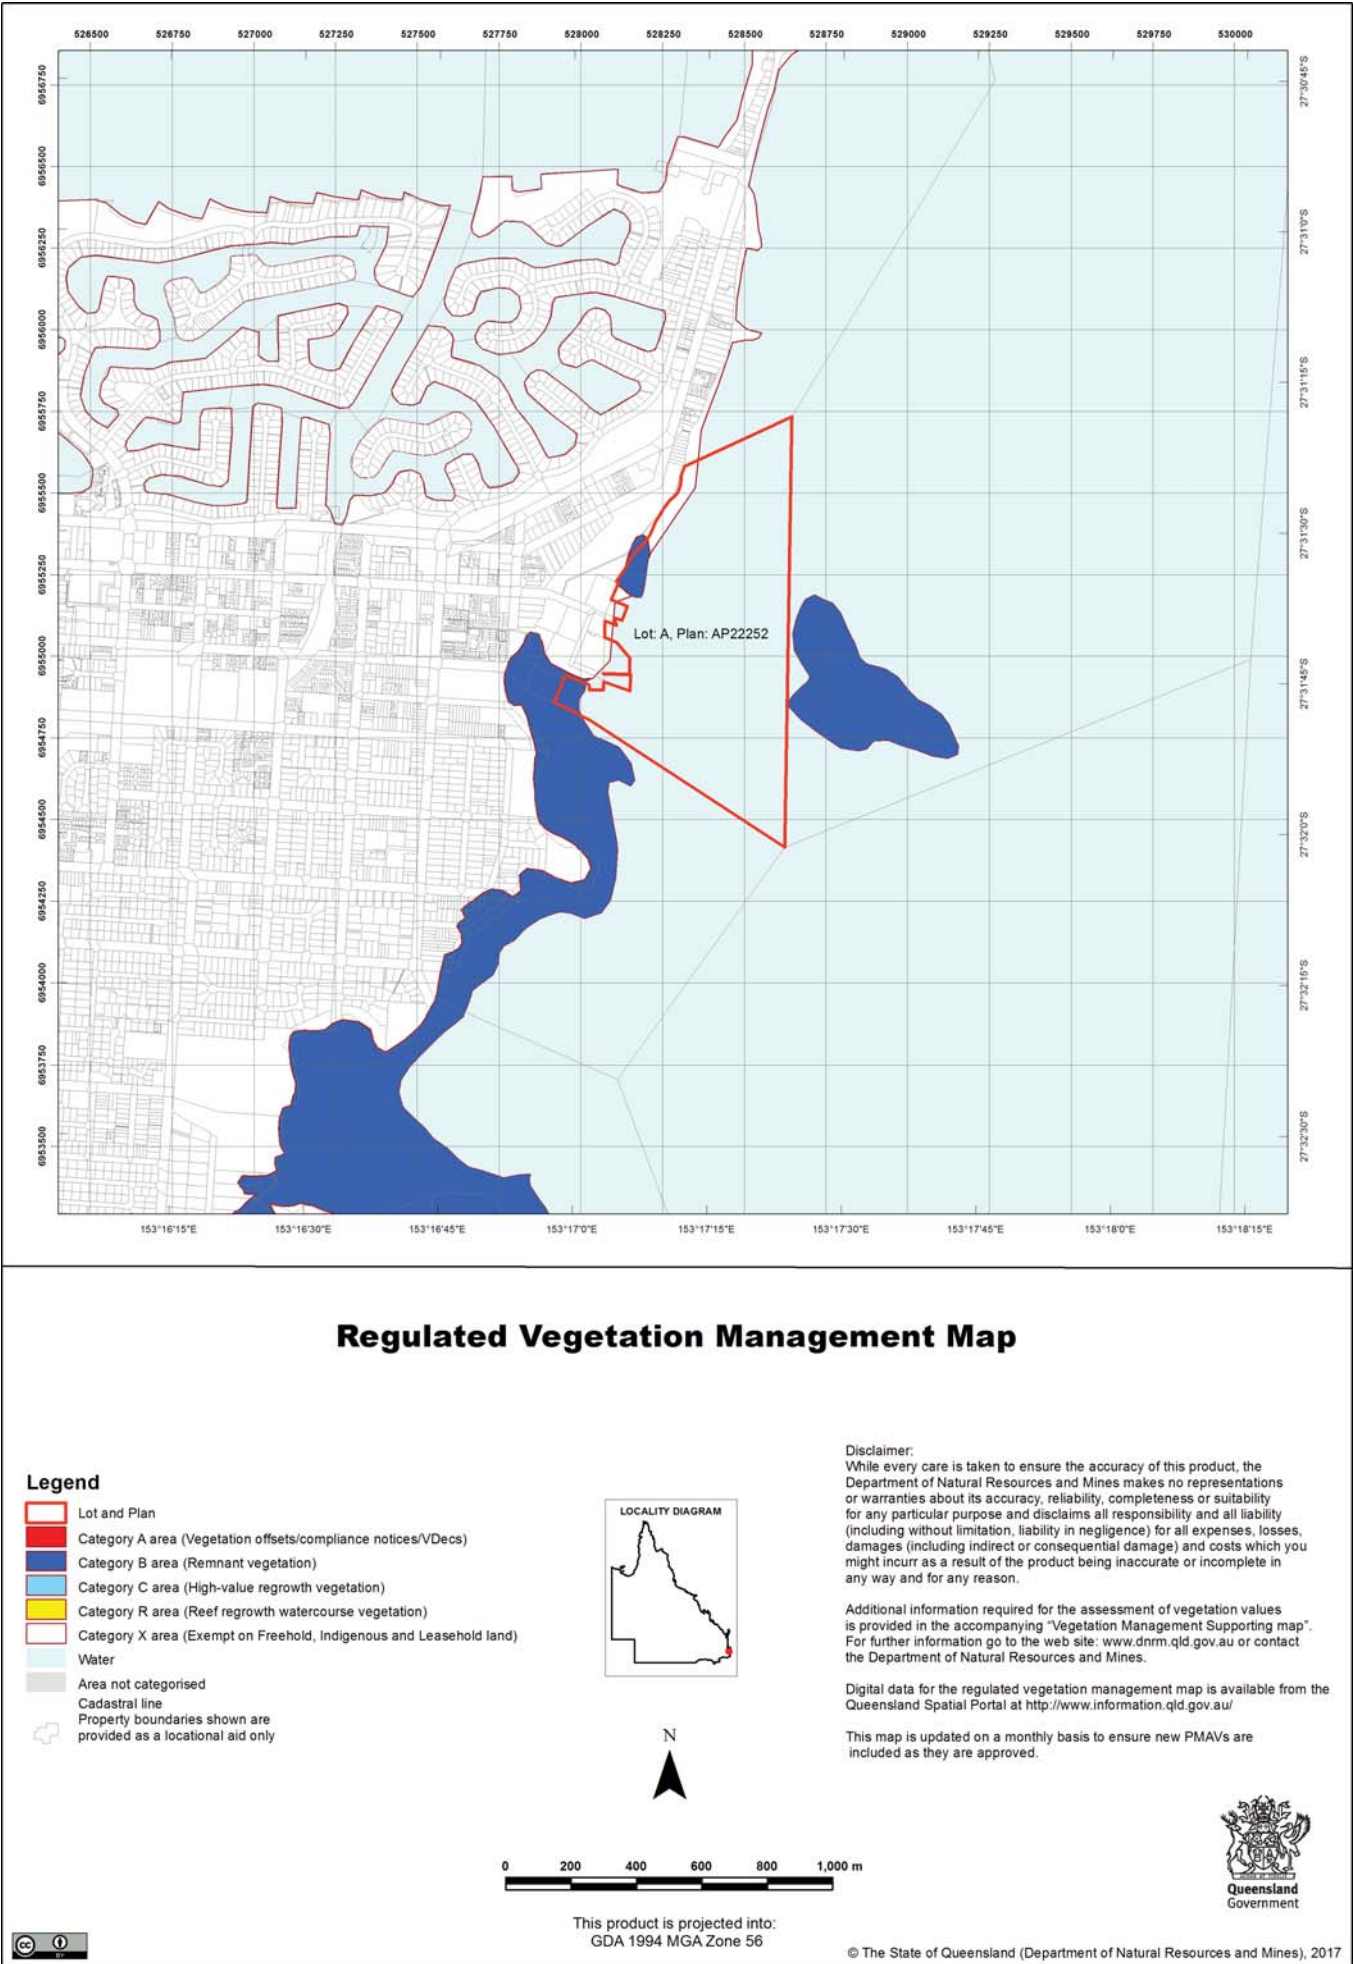 526500 526750 527000 527250 527500 527750 528000 528250 528500 528750 529000 529250 529500 529750 530000
6956750
6956500
6956250
6956000
6955750
6955500
6955250
6955000
6954750
6954500
6954250
6954000
6953750
6953500
27°30'45"S
27°31'0"S
27°31'15"S
27°31'30"S
27°31'45"S
27°32'0"S
27°32'15"S
27°32'30"S
Lot: A, Plan: AP22252
153°16'15"E 153°16'30"E 153°16'45"E 153°17'0"E 153°17'15"E 153°17'30"E 153°17'45"E 153°18'0"E 153°18'15"E
Regulated Vegetation Management Map
Legend
Lot and Plan
Category A area (Vegetation offsets/compliance notices/VDecs)
Category B area (Remnant vegetation)
Category C area (High-value regrowth vegetation)
Category R area (Reef regrowth watercourse vegetation)
Category X area (Exempt on Freehold, Indigenous and Leasehold land)
Water
Area not categorised
Cadastral line
Property boundaries shown are
provided as a locational aid only
LOCALITY DIAGRAM
N
0 200 400 600 800 1,000 m
This product is projected into:
GDA 1994 MGA Zone 56
Disclaimer:
While every care is taken to ensure the accuracy of this product, the
Department of Natural Resources and Mines makes no representations
or warranties about its accuracy, reliability, completeness or suitability
for any particular purpose and disclaims all responsibility and all liability
(including without limitation, liability in negligence) for all expenses, losses,
damages (including indirect or consequential damage) and costs which you
might incurr as a result of the product being inaccurate or incomplete in
any way and for any reason.
Additional information required for the assessment of vegetation values
is provided in the accompanying "Vegetation Management Supporting map".
For further information go to the web site: www.dnrm.qld.gov.au or contact
the Department of Natural Resources and Mines.
Digital data for the regulated vegetation management map is available from the
Queensland Spatial Portal at http://www.information.qld.gov.au/
This map is updated on a monthly basis to ensure new PMAVs are
included as they are approved.
Queensland
Government
cc
BY
© The State of Queensland (Department of Natural Resources and Mines), 2017